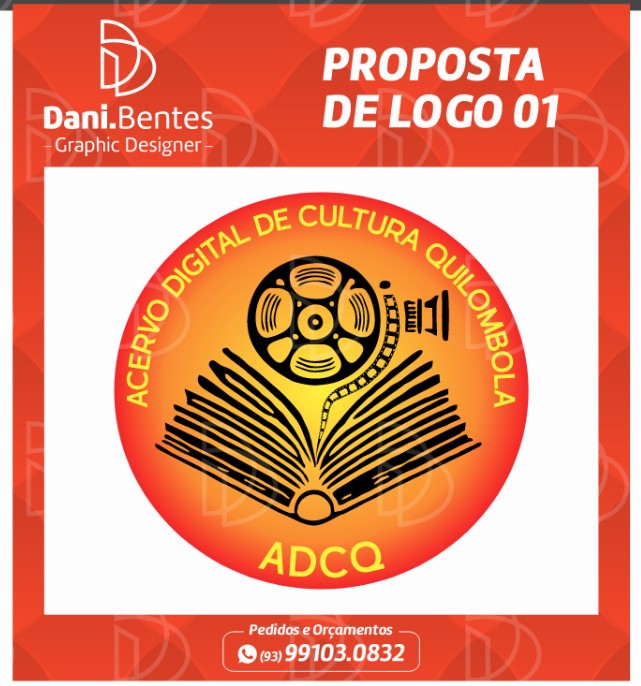 Dani.Bentes
- Graphic Designer -
PROPOSTA
DE LOGO 01
ACERVO DIGITAL DE CULTURA QUILOMBOLA
ADCQ
Pedidos e Orçamentos
(93) 99103.0832